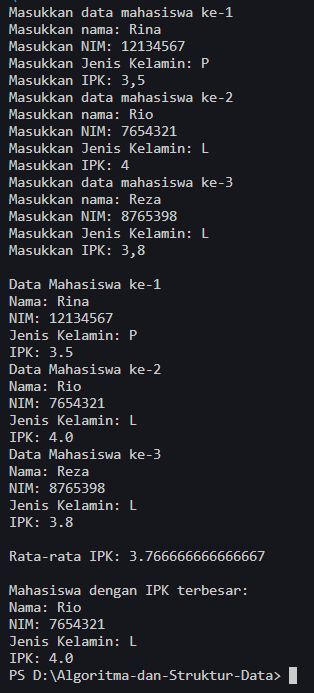 Masukkan data mahasiswa ke-1
Masukkan nama: Rina
Masukkan NIM: 12134567
Masukkan Jenis Kelamin: P
Masukkan IPK: 3,5
Masukkan data mahasiswa ke-2
Masukkan nama: Rio
Masukkan NIM: 7654321
Masukkan Jenis Kelamin: L
Masukkan IPK: 4
Masukkan data mahasiswa ke-3
Masukkan nama: Reza
Masukkan NIM: 8765398
Masukkan Jenis Kelamin: L
Masukkan IPK: 3,8

Data Mahasiswa ke-1
Nama: Rina
NIM: 12134567
Jenis Kelamin: P
IPK: 3.5
Data Mahasiswa ke-2
Nama: Rio
NIM: 7654321
Jenis Kelamin: L
IPK: 4.0
Data Mahasiswa ke-3
Nama: Reza
NIM: 8765398
Jenis Kelamin: L
IPK: 3.8

Rata-rata IPK: 3.766666666666667

Mahasiswa dengan IPK terbesar:
Nama: Rio
NIM: 7654321
Jenis Kelamin: L
IPK: 4.0
PS D:\Algoritma-dan-Struktur-Data>